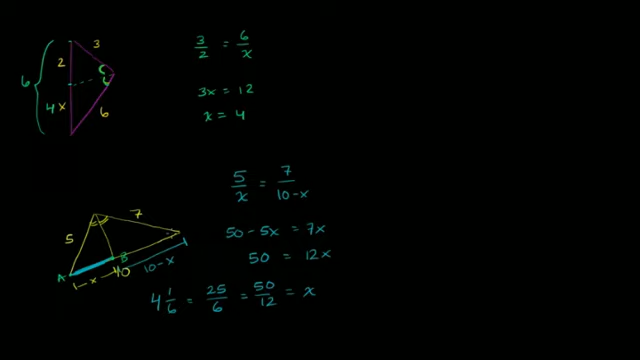 3
2
6
4 x
6
3/2 = 6/x
3x = 12
x = 4
5/x = 7/(10-x)
50 - 5x = 7x
50 = 12x
4 1/6 = 25/6 = 50/12 = x
7
5
A
B
x
10
10-x